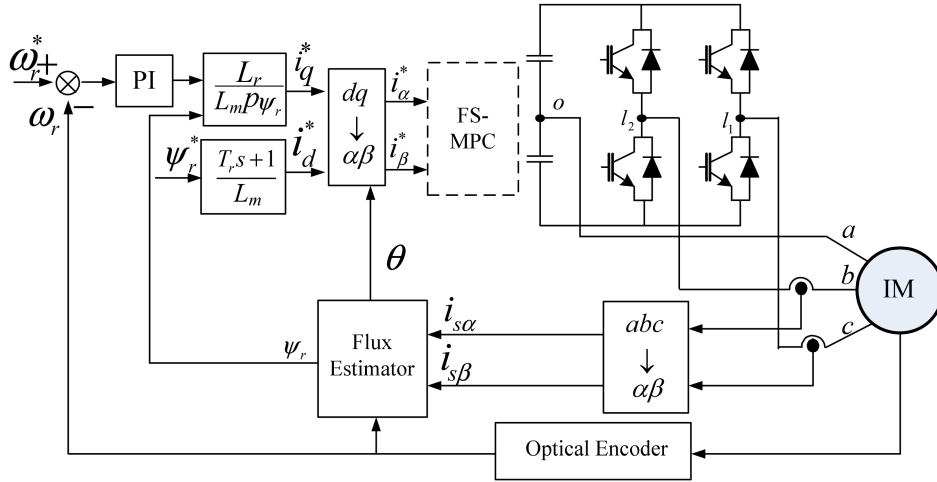 ω_r^* +
ω_r −
PI
L_r
L_m pψ_r
i_q^*
ψ_r^*
T_r s + 1
L_m
i_d^*
dq
↓
αβ
i_α^*
i_β^*
FS-
MPC
o
l_2
l_1
a
b
c
IM
θ
ψ_r
Flux
Estimator
i_sα
i_sβ
abc
↓
αβ
Optical Encoder